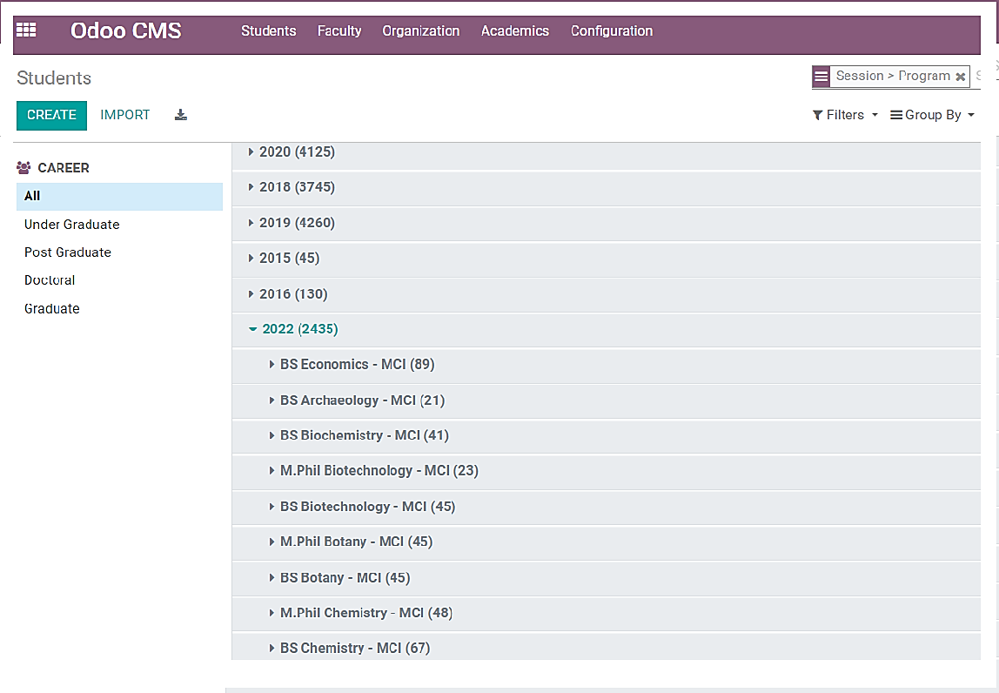 Odoo CMS Students Faculty Organization Academics Configuration
Students
Session > Program
CREATE IMPORT
Filters Group By
CAREER
All
Under Graduate
Post Graduate
Doctoral
Graduate
2020 (4125)
2018 (3745)
2019 (4260)
2015 (45)
2016 (130)
2022 (2435)
BS Economics - MCI (89)
BS Archaeology - MCI (21)
BS Biochemistry - MCI (41)
M.Phil Biotechnology - MCI (23)
BS Biotechnology - MCI (45)
M.Phil Botany - MCI (45)
BS Botany - MCI (45)
M.Phil Chemistry - MCI (48)
BS Chemistry - MCI (67)